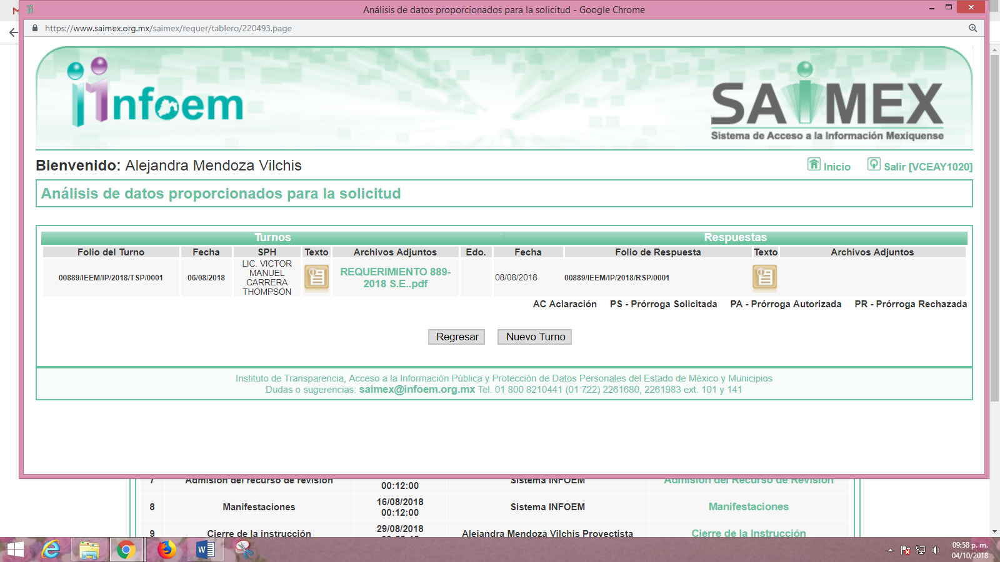 Análisis de datos proporcionados para la solicitud - Google Chrome
https://www.saimex.org.mx/saimex/requer/tablero/220493.page
infoem
SAIMEX
Sistema de Acceso a la Información Mexiquense
Bienvenido: Alejandra Mendoza Vilchis
Inicio
Salir [VCEAY1020]
Análisis de datos proporcionados para la solicitud
Turnos
Respuestas
Folio del Turno
Fecha
SPH
Texto
Archivos Adjuntos
Edo.
Fecha
Folio de Respuesta
Texto
Archivos Adjuntos
00889/IEEM/IP/2018/TSP/0001
06/08/2018
LIC. VICTOR
MANUEL
CARRERA
THOMPSON
REQUERIMIENTO 889-
2018 S.E..pdf
08/08/2018
00889/IEEM/IP/2018/RSP/0001
AC Aclaración
PS - Prórroga Solicitada
PA - Prórroga Autorizada
PR - Prórroga Rechazada
Regresar
Nuevo Turno
Instituto de Transparencia, Acceso a la Información Pública y Protección de Datos Personales del Estado de México y Municipios
Dudas o sugerencias: saimex@infoem.org.mx Tel. 01 800 8210441 (01 722) 2261680, 2261983 ext. 101 y 141
7
Admisión del recurso de revisión
00:12:00
Sistema INFOEM
Admisión del Recurso de Revisión
8
Manifestaciones
16/08/2018
00:12:00
Sistema INFOEM
Manifestaciones
9
Cierre de la instrucción
29/08/2018
Alejandra Mendoza Vilchis Proyectista
Cierre de la Instrucción
09:58 p. m.
04/10/2018